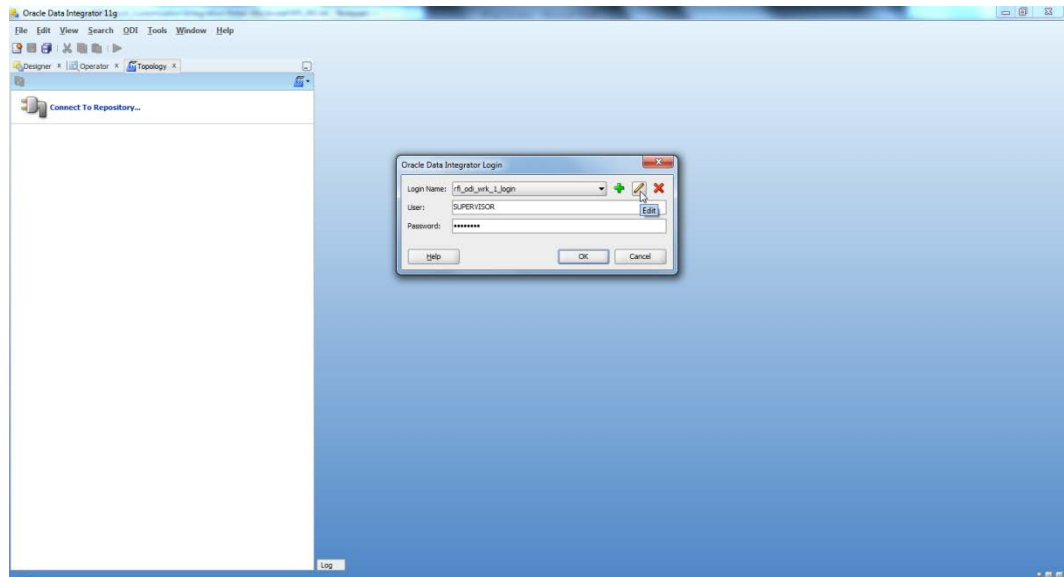 Oracle Data Integrator 11g
File Edit View Search ODI Tools Window Help
Designer x Operator x Topology x
Connect To Repository...
Oracle Data Integrator Login
Login Name: rfi_odi_wrk_1_login
Edit
User: SUPERVISOR
Password: ••••••••
Help OK Cancel
Log